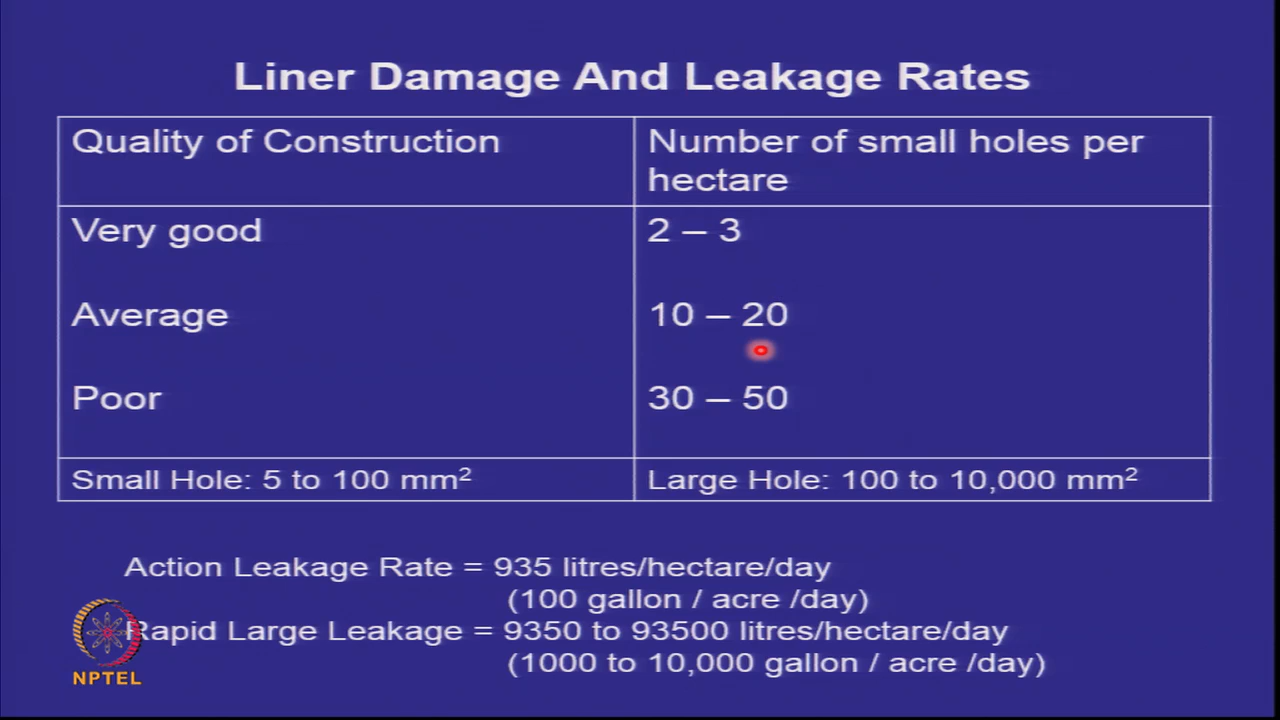 Liner Damage And Leakage Rates
Quality of Construction
Number of small holes per
hectare
Very good
2 – 3
Average
10 – 20
Poor
30 – 50
Small Hole: 5 to 100 mm²
Large Hole: 100 to 10,000 mm²
Action Leakage Rate = 935 litres/hectare/day
(100 gallon / acre /day)
Rapid Large Leakage = 9350 to 93500 litres/hectare/day
(1000 to 10,000 gallon / acre /day)
NPTEL